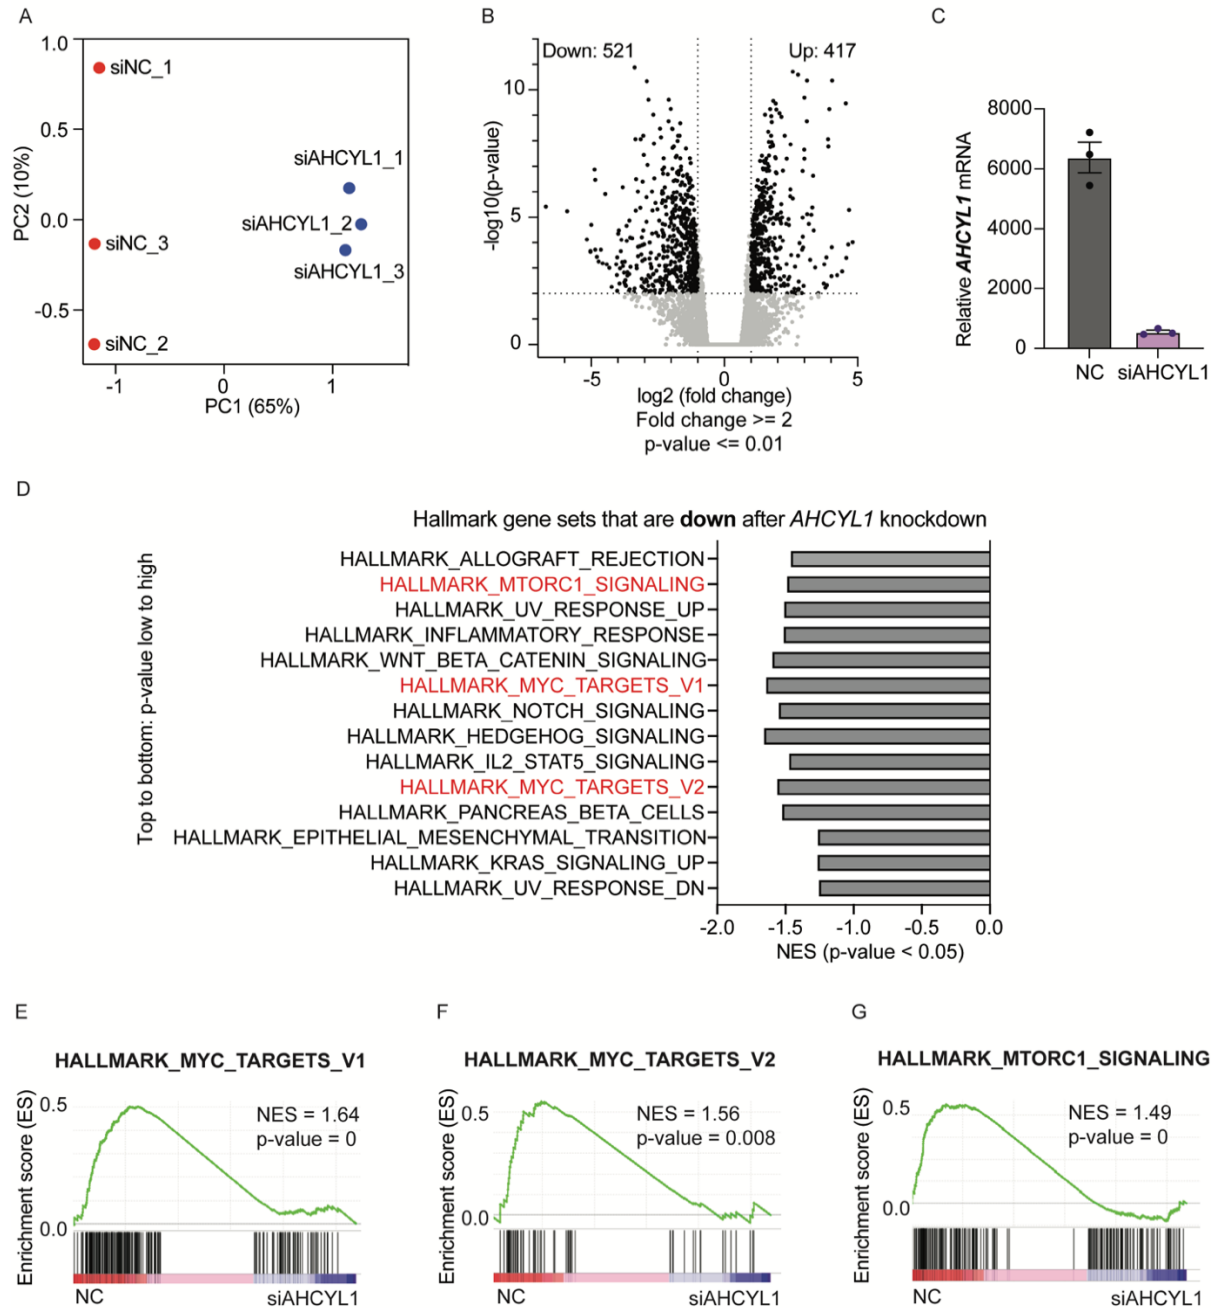 A
1.0
0.5
0.0
-0.5
PC2 (10%)
siNC_1
siAHCYL1_1
siAHCYL1_2
siNC_3
siAHCYL1_3
siNC_2
-1
0
1
PC1 (65%)
B
Down: 521
Up: 417
10
5
0
-log10(p-value)
-5
0
5
log2 (fold change)
Fold change >= 2
p-value <= 0.01
C
8000
6000
4000
2000
0
Relative AHCYL1 mRNA
NC
siAHCYL1
D
Hallmark gene sets that are down after AHCYL1 knockdown
Top to bottom: p-value low to high
HALLMARK_ALLOGRAFT_REJECTION
HALLMARK_MTORC1_SIGNALING
HALLMARK_UV_RESPONSE_UP
HALLMARK_INFLAMMATORY_RESPONSE
HALLMARK_WNT_BETA_CATENIN_SIGNALING
HALLMARK_MYC_TARGETS_V1
HALLMARK_NOTCH_SIGNALING
HALLMARK_HEDGEHOG_SIGNALING
HALLMARK_IL2_STAT5_SIGNALING
HALLMARK_MYC_TARGETS_V2
HALLMARK_PANCREAS_BETA_CELLS
HALLMARK_EPITHELIAL_MESENCHYMAL_TRANSITION
HALLMARK_KRAS_SIGNALING_UP
HALLMARK_UV_RESPONSE_DN
-2.0
-1.5
-1.0
-0.5
0.0
NES (p-value < 0.05)
E
HALLMARK_MYC_TARGETS_V1
Enrichment score (ES)
0.5
0.0
NES = 1.64
p-value = 0
NC
siAHCYL1
F
HALLMARK_MYC_TARGETS_V2
Enrichment score (ES)
0.5
0.0
NES = 1.56
p-value = 0.008
NC
siAHCYL1
G
HALLMARK_MTORC1_SIGNALING
Enrichment score (ES)
0.5
0.0
NES = 1.49
p-value = 0
NC
siAHCYL1